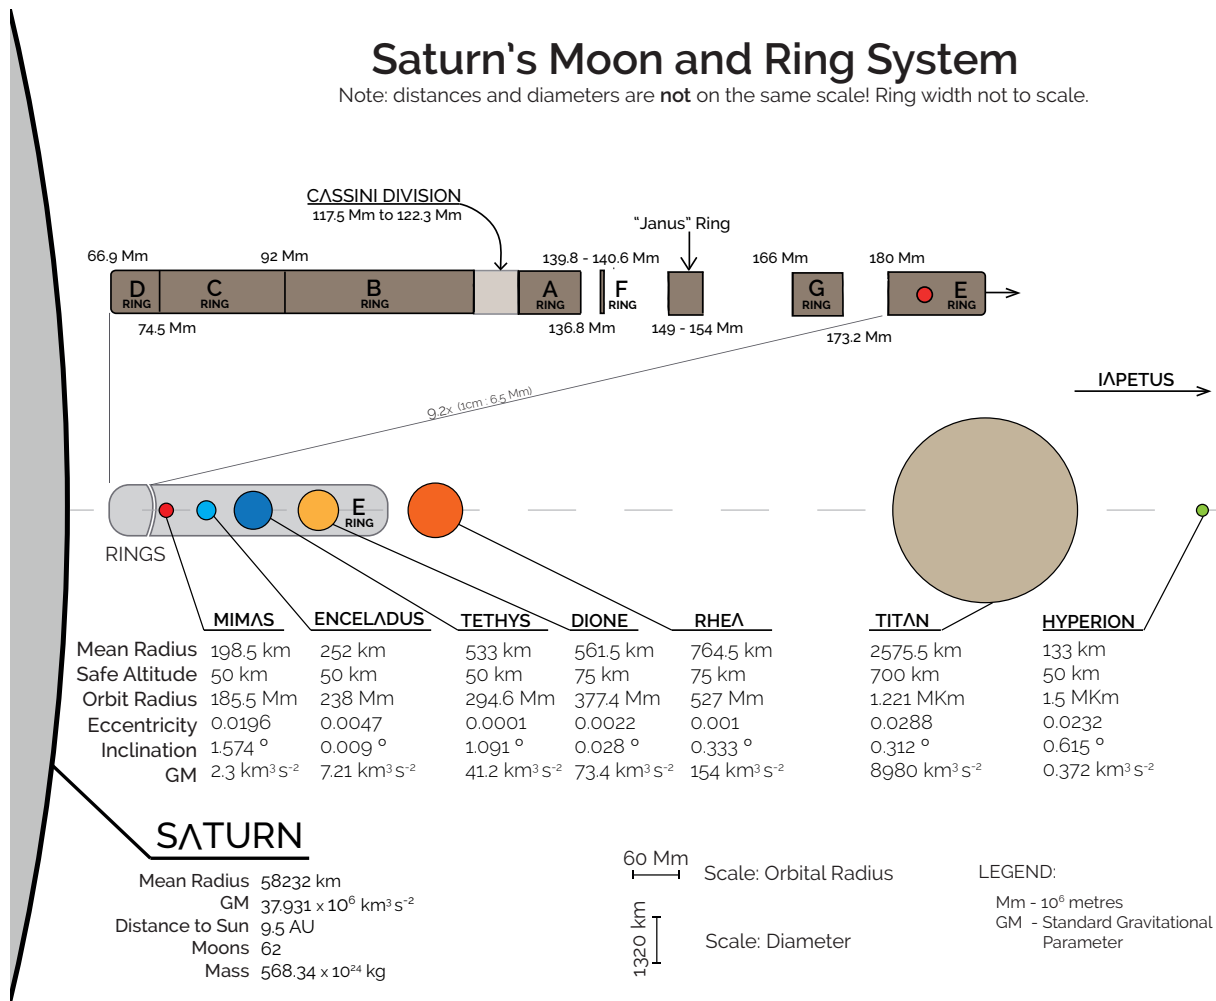 Saturn's Moon and Ring System
Note: distances and diameters are not on the same scale! Ring width not to scale.
CASSINI DIVISION
117.5 Mm to 122.3 Mm
"Janus" Ring
66.9 Mm
92 Mm
139.8 - 140.6 Mm
166 Mm
180 Mm
D RING
C RING
B RING
A RING
F RING
G RING
E RING
74.5 Mm
136.8 Mm
149 - 154 Mm
173.2 Mm
9.2x (1cm : 6.5 Mm)
IAPETUS
E RING
RINGS
MIMAS ENCELADUS TETHYS DIONE RHEA TITAN HYPERION
Mean Radius 198.5 km 252 km 533 km 561.5 km 764.5 km 2575.5 km 133 km
Safe Altitude 50 km 50 km 50 km 75 km 75 km 700 km 50 km
Orbit Radius 185.5 Mm 238 Mm 294.6 Mm 377.4 Mm 527 Mm 1.221 MKm 1.5 MKm
Eccentricity 0.0196 0.0047 0.0001 0.0022 0.001 0.0288 0.0232
Inclination 1.574 º 0.009 º 1.091 º 0.028 º 0.333 º 0.312 º 0.615 º
GM 2.3 km³ s⁻² 7.21 km³ s⁻² 41.2 km³ s⁻² 73.4 km³ s⁻² 154 km³ s⁻² 8980 km³ s⁻² 0.372 km³ s⁻²
SATURN
Mean Radius 58232 km
GM 37.931 x 10⁶ km³ s⁻²
Distance to Sun 9.5 AU
Moons 62
Mass 568.34 x 10²⁴ kg
60 Mm
Scale: Orbital Radius
1320 km
Scale: Diameter
LEGEND:
Mm - 10⁶ metres
GM - Standard Gravitational
Parameter